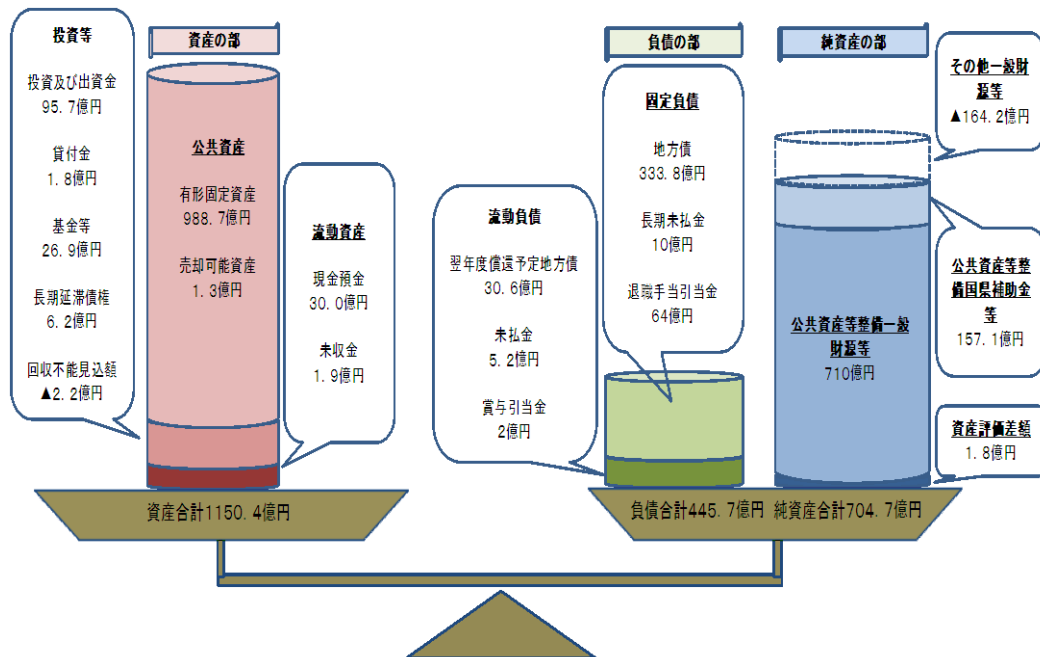 資産の部
負債の部
純資産の部
投資等
投資及び出資金
95.7億円
貸付金
1.8億円
基金等
26.9億円
長期延滞債権
6.2億円
回収不能見込額
▲2.2億円
公共資産
有形固定資産
988.7億円
売却可能資産
1.3億円
流動資産
現金預金
30.0億円
未収金
1.9億円
流動負債
翌年度償還予定地方債
30.6億円
未払金
5.2億円
賞与引当金
2億円
固定負債
地方債
333.8億円
長期未払金
10億円
退職手当引当金
64億円
公共資産等整備一般
財源等
710億円
その他一般財
源等
▲164.2億円
公共資産等整
備国県補助金
等
157.1億円
資産評価差額
1.8億円
資産合計1150.4億円
負債合計445.7億円
純資産合計704.7億円